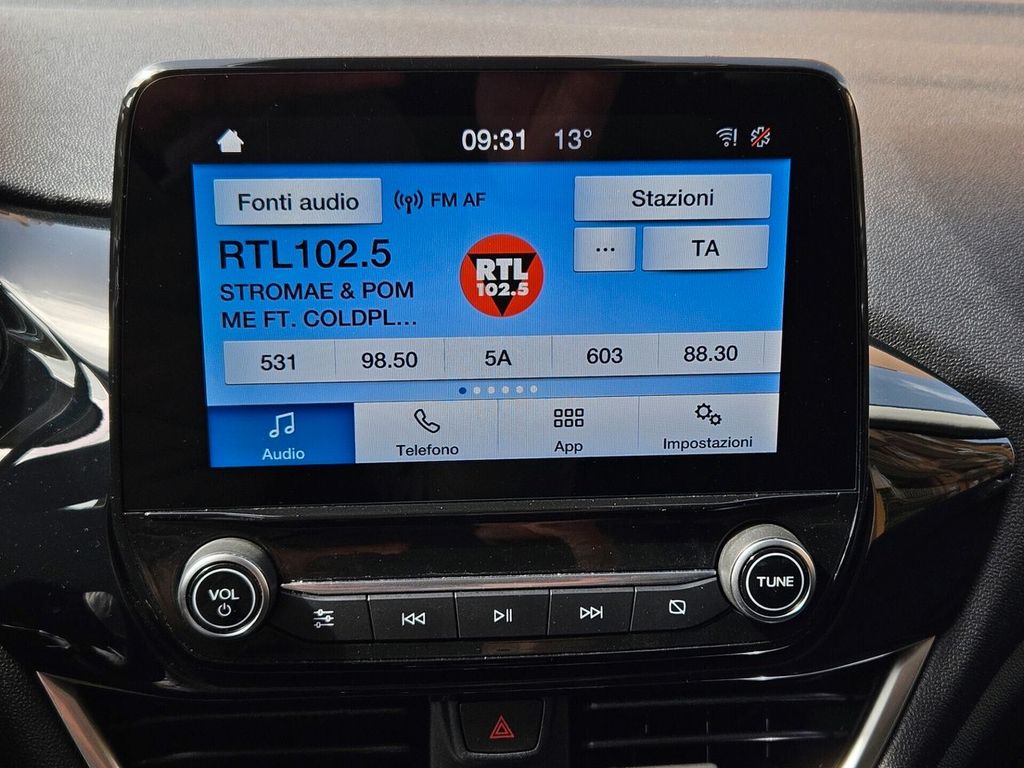 09:31 13°
Fonti audio
FM AF
Stazioni
RTL102.5
STROMAE & POM
ME FT. COLDPL...
RTL
102.5
...
TA
531 98.50 5A 603 88.30
Audio Telefono App Impostazioni
VOL
TUNE